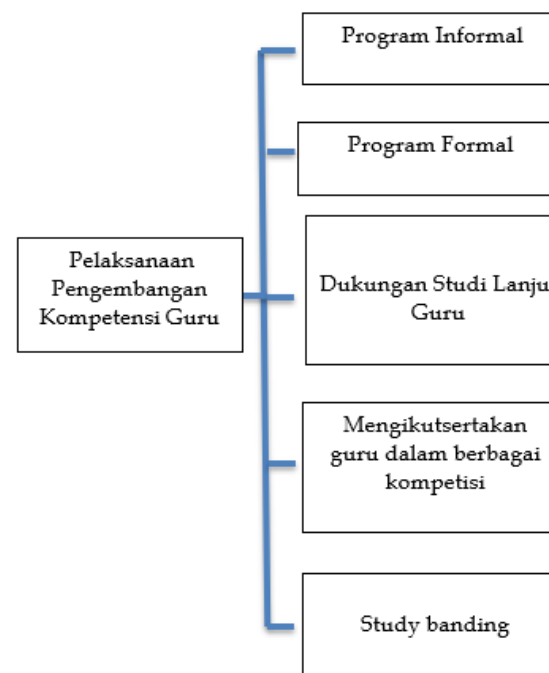 Program Informal
Program Formal
Pelaksanaan
Pengembangan
Kompetensi Guru
Dukungan Studi Lanju
Guru
Mengikutsertakan
guru dalam berbagai
kompetisi
Study banding